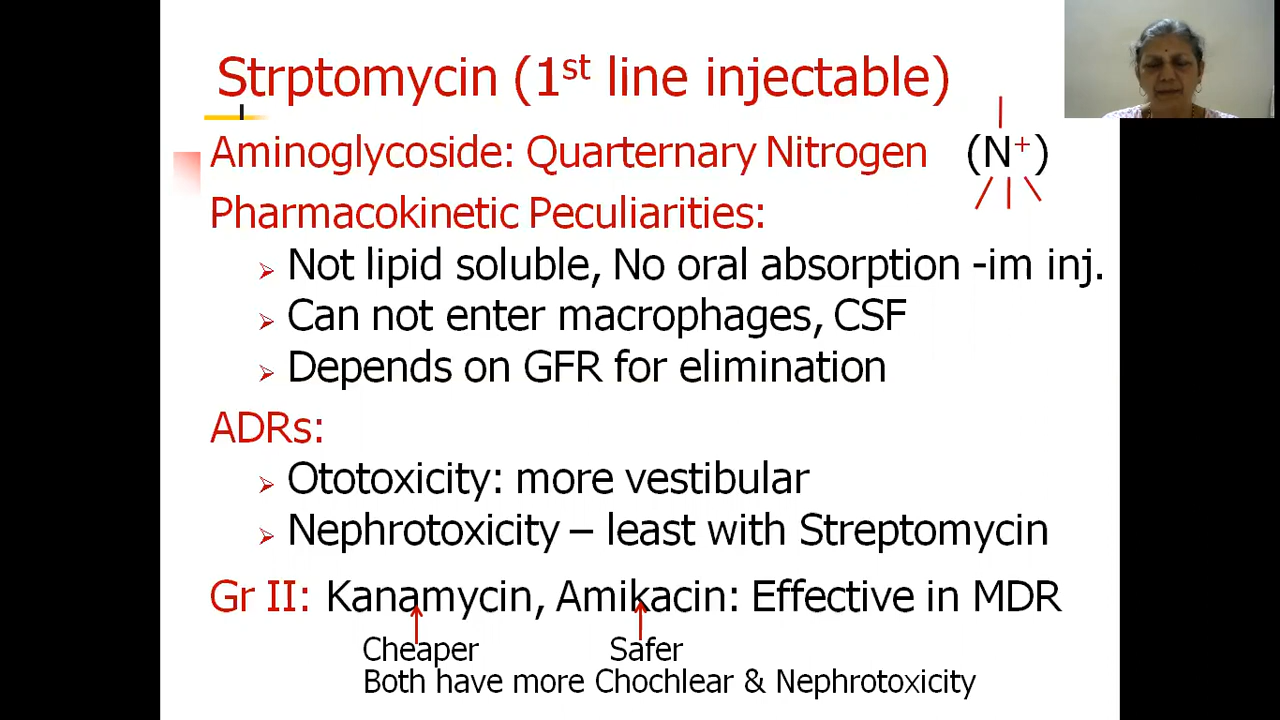 Strptomycin (1st line injectable)
Aminoglycoside: Quarternary Nitrogen (N+)
Pharmacokinetic Peculiarities:
Not lipid soluble, No oral absorption -im inj.
Can not enter macrophages, CSF
Depends on GFR for elimination
ADRs:
Ototoxicity: more vestibular
Nephrotoxicity – least with Streptomycin
Gr II: Kanamycin, Amikacin: Effective in MDR
Cheaper Safer
Both have more Chochlear & Nephrotoxicity